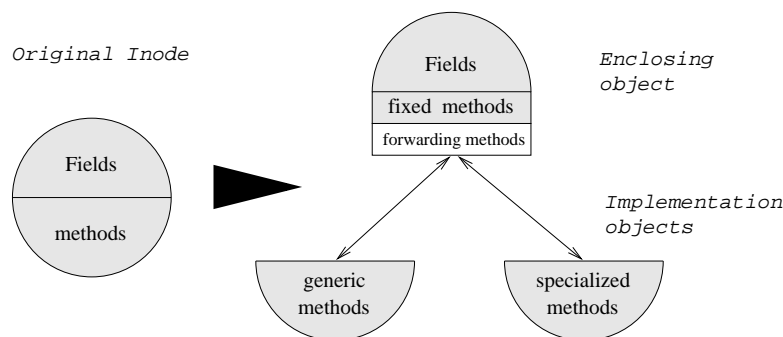 Original Inode
Fields
methods
Fields
fixed methods
forwarding methods
Enclosing
object
Implementation
objects
generic
methods
specialized
methods